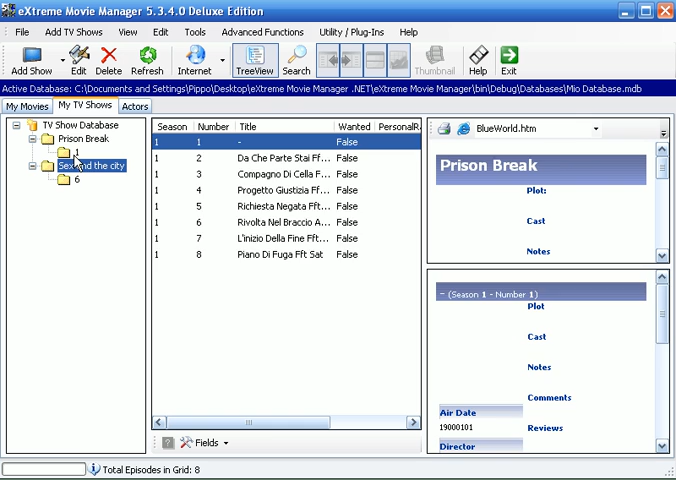 eXtreme Movie Manager 5.3.4.0 Deluxe Edition
File Add TV Shows View Edit Tools Advanced Functions Utility / Plug-Ins Help
Add Show Edit Delete Refresh Internet TreeView Search Thumbnail Help Exit
Active Database: C:\Documents and Settings\Pippo\Desktop\eXtreme Movie Manager .NET\eXtreme Movie Manager\bin\Debug\Databases\Mio Database.mdb
My Movies My TV Shows Actors
TV Show Database
Prison Break
1
Sex and the city
6
Season Number Title Wanted PersonalR
1 1 - False
1 2 Da Che Parte Stai Ff... False
1 3 Compagno Di Cella F... False
1 4 Progetto Giustizia Ff... False
1 5 Richiesta Negata Fft... False
1 6 Rivolta Nel Braccio A... False
1 7 L'inizio Della Fine Fft... False
1 8 Piano Di Fuga Fft Sat False
Fields
BlueWorld.htm
Prison Break
Plot:
Cast
Notes
- (Season 1 - Number 1)
Plot
Cast
Notes
Comments
Air Date
19000101
Reviews
Director
Total Episodes in Grid: 8